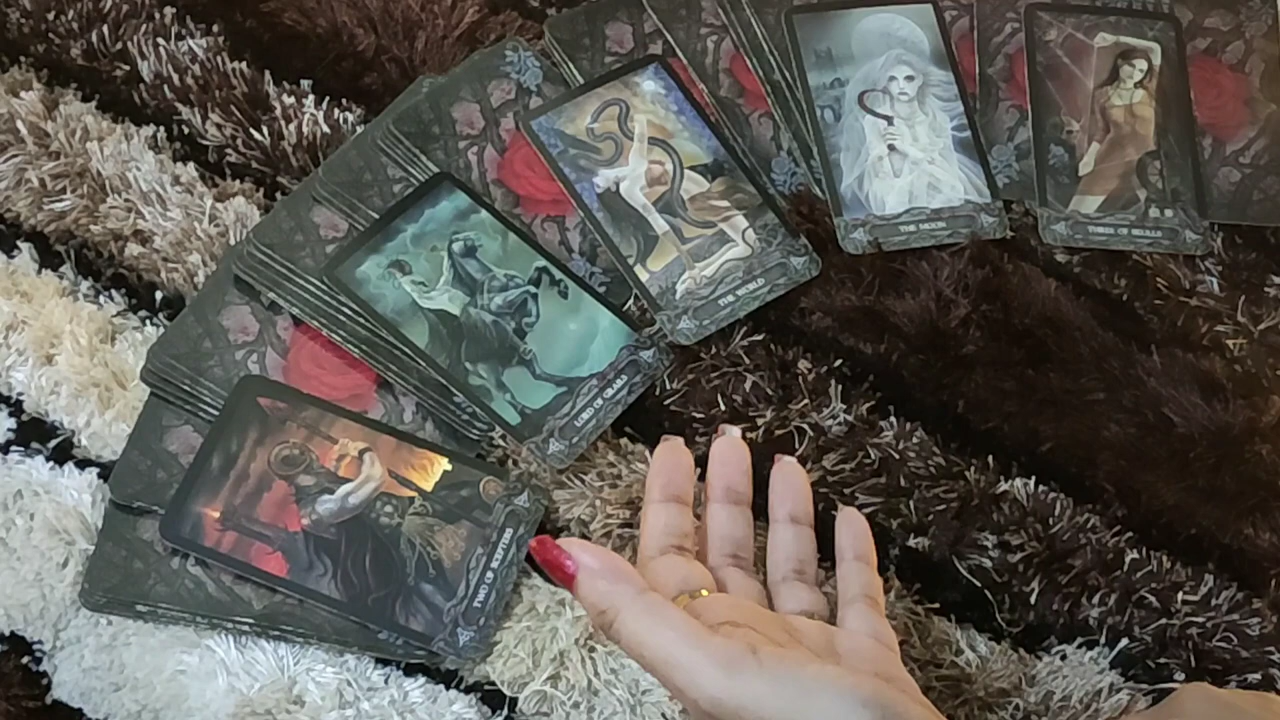 TWO OF SCEPTERS
LORD OF GRAILS
THE WORLD
THE MOON
THREE OF SKULLS